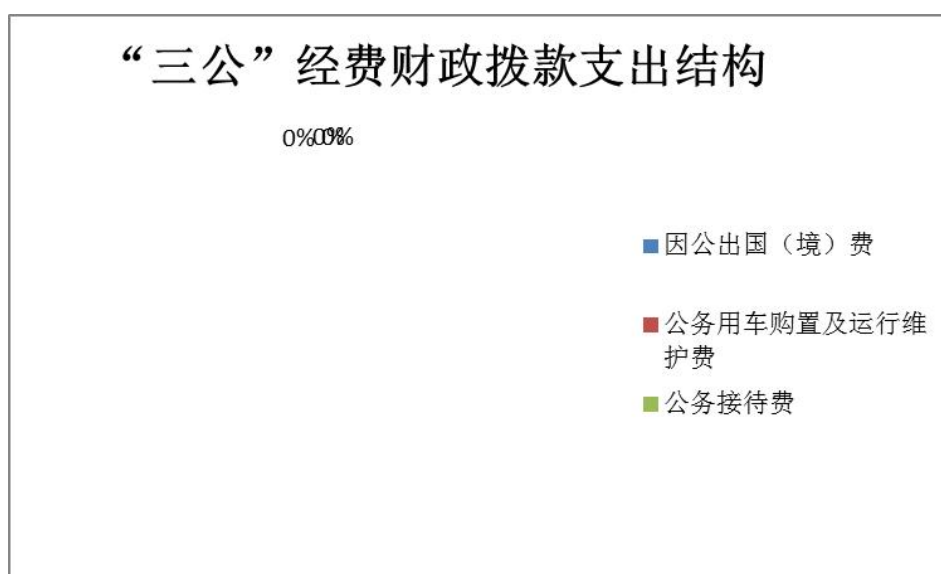 “三公”经费财政拨款支出结构
0%0%0%
因公出国（境）费
公务用车购置及运行维
护费
公务接待费